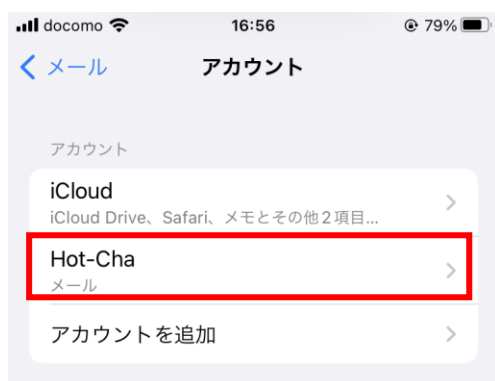 docomo 16:56 79%
メール アカウント
アカウント
iCloud
iCloud Drive、Safari、メモとその他2項目...
Hot-Cha
メール
アカウントを追加